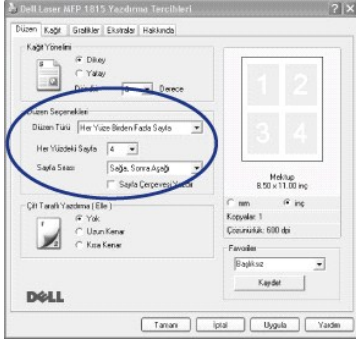 Dell Laser MFP 1815 Yazdırma Tercihleri
Düzen Kağıt Grafikler Ekstralar Hakkında
Kağıt Yönelimi
Dikey
Yatay
Derece
Düzen Seçenekleri
Düzen Türü Her Yüze Birden Fazla Sayfa
Her Yüzdeki Sayfa 4
Sayfa Sırası Sağa, Sonra Aşağı
Sayfa Çerçevesi Yazdır
Çift Taraflı Yazdırma ( Elle )
Yok
Uzun Kenar
Kısa Kenar
1 2
3 4
Mektup
8.50 x 11.00 inç
mm inç
Kopyalar: 1
Çözünürlük: 600 dpi
Favoriler
Başlıksız
Kaydet
DELL
Tamam İptal Uygula Yardım